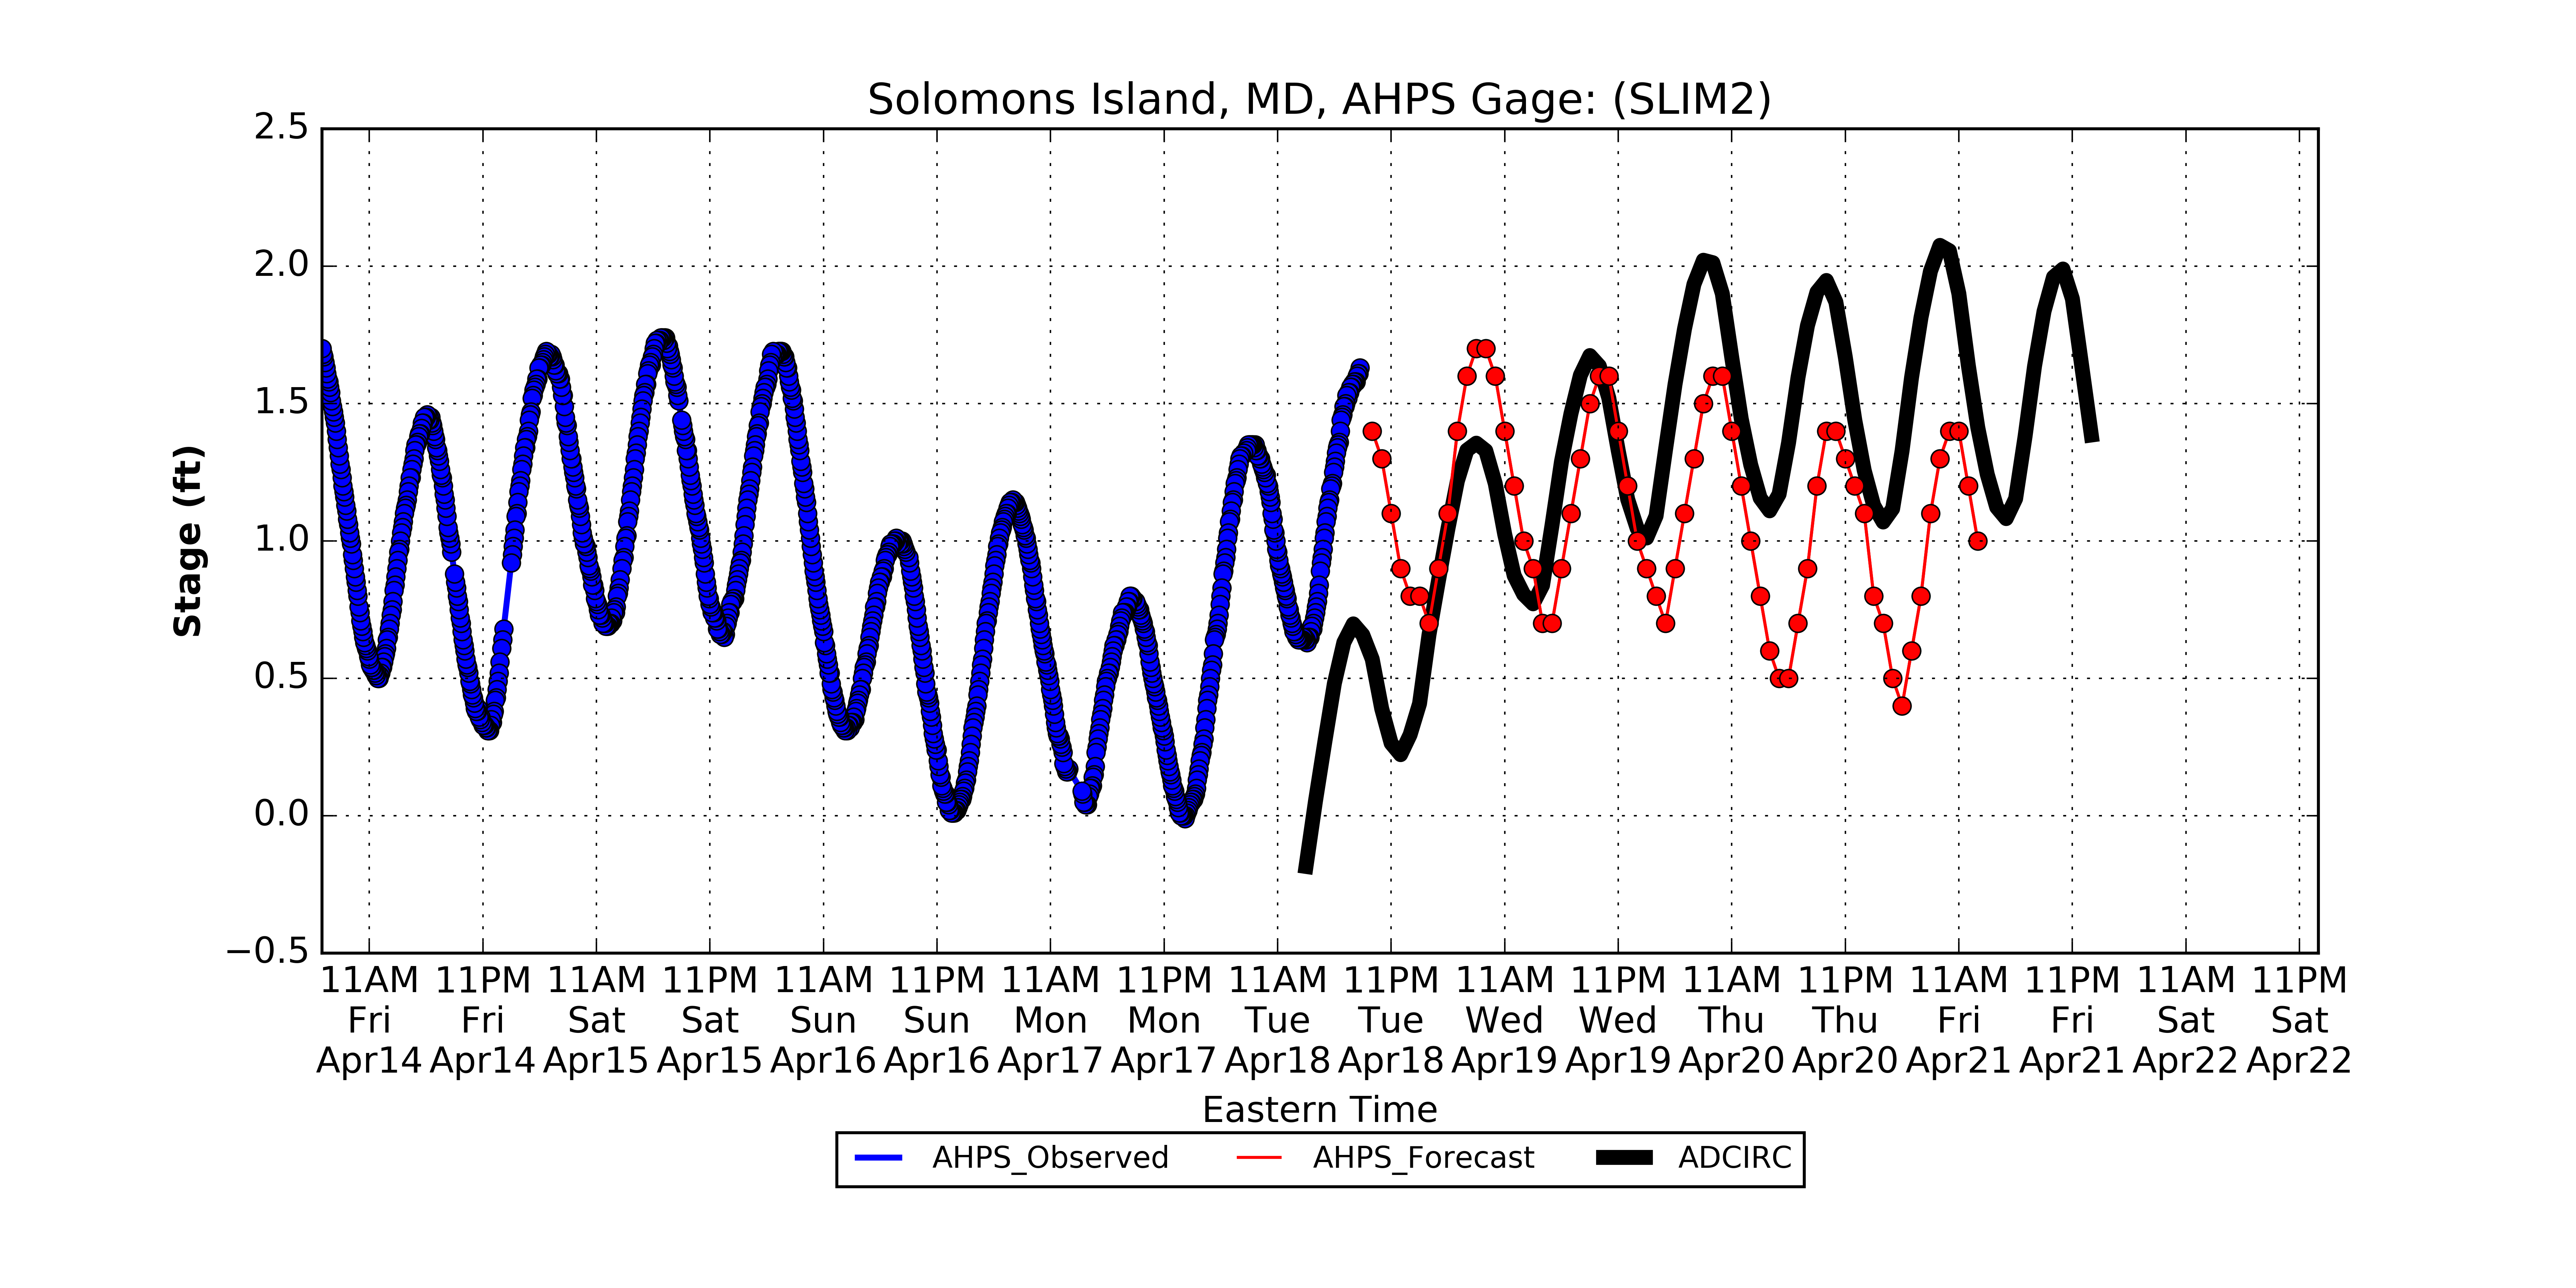 Solomons Island, MD, AHPS Gage: (SLIM2)
2.5
2.0
1.5
1.0
0.5
0.0
−0.5
Stage (ft)
11AM 11PM 11AM 11PM 11AM 11PM 11AM 11PM 11AM 11PM 11AM 11PM 11AM 11PM 11AM 11PM 11AM 11PM
Fri Fri Sat Sat Sun Sun Mon Mon Tue Tue Wed Wed Thu Thu Fri Fri Sat Sat
Apr14 Apr14 Apr15 Apr15 Apr16 Apr16 Apr17 Apr17 Apr18 Apr18 Apr19 Apr19 Apr20 Apr20 Apr21 Apr21 Apr22 Apr22
Eastern Time
AHPS_Observed AHPS_Forecast ADCIRC